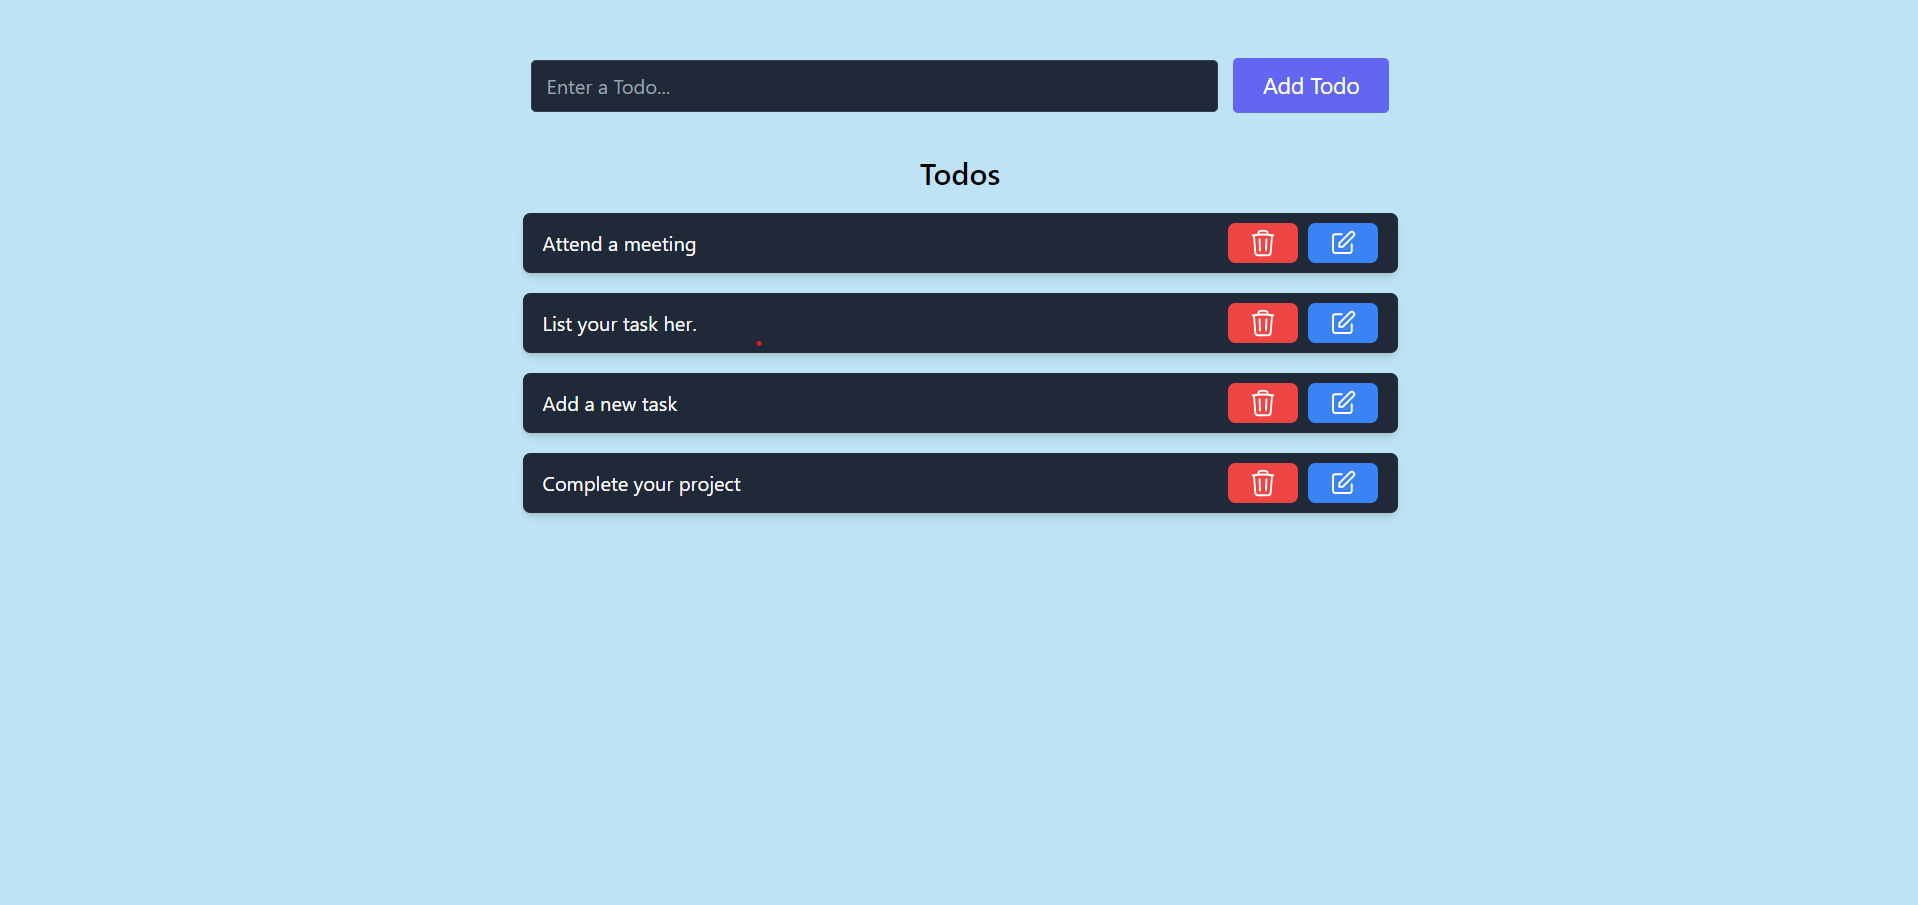 Enter a Todo...
Add Todo
Todos
Attend a meeting
List your task her.
Add a new task
Complete your project